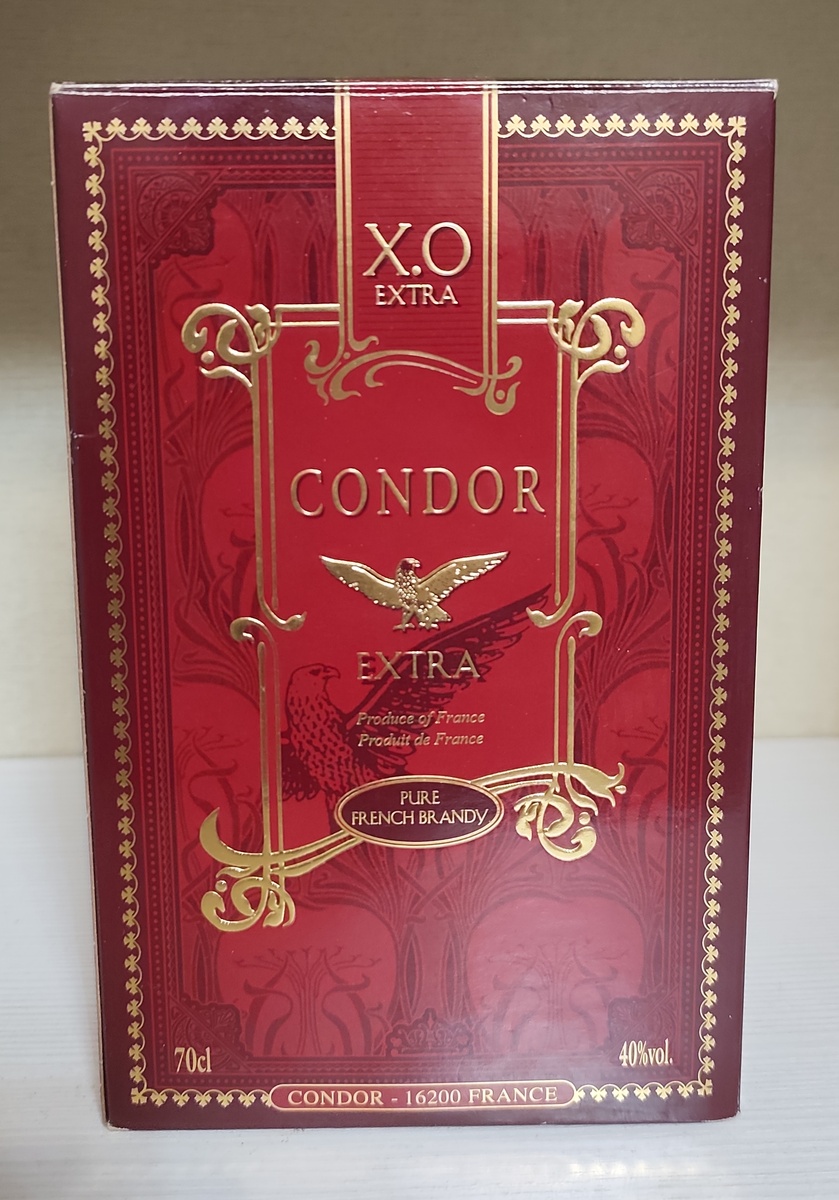 X.O
EXTRA
CONDOR
EXTRA
Produce of France
Produit de France
PURE
FRENCH BRANDY
70cl
40%vol.
CONDOR - 16200 FRANCE